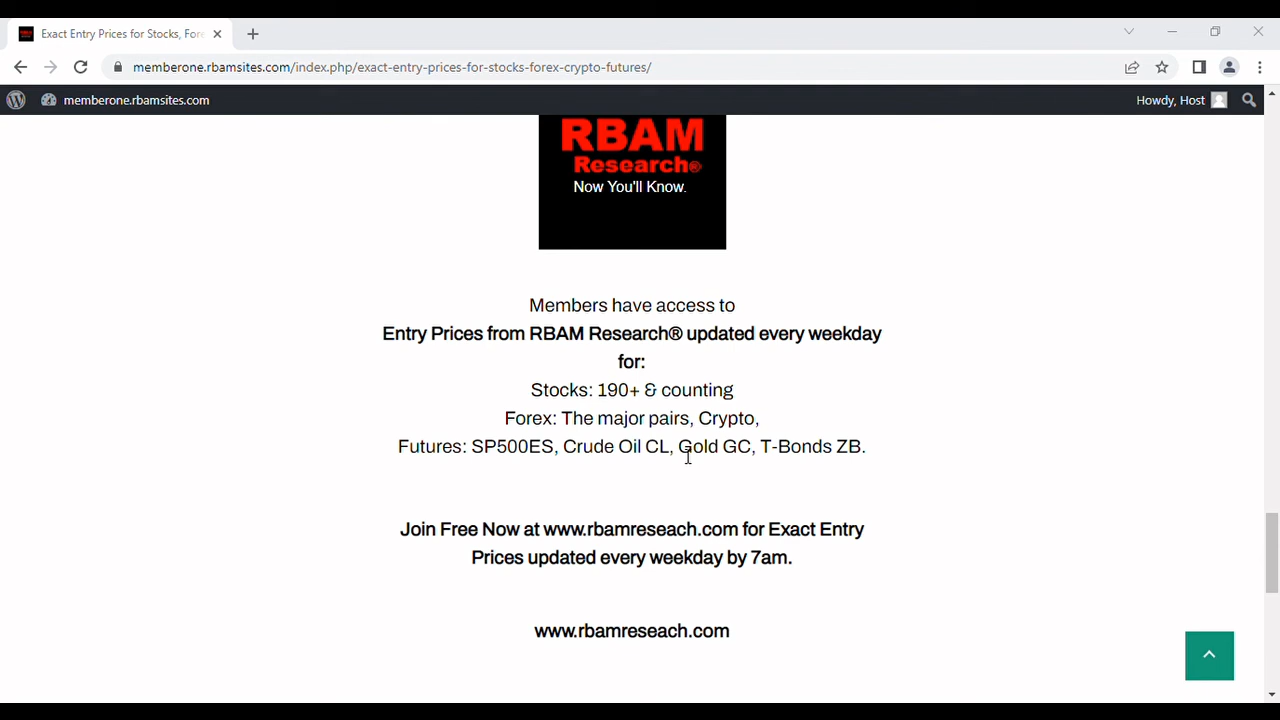 Exact Entry Prices for Stocks, Fore
memberone.rbamsites.com/index.php/exact-entry-prices-for-stocks-forex-crypto-futures/
memberone.rbamsites.com
Howdy, Host
RBAM
Research®
Now You'll Know.
Members have access to
Entry Prices from RBAM Research® updated every weekday
for:
Stocks: 190+ & counting
Forex: The major pairs, Crypto,
Futures: SP500ES, Crude Oil CL, Gold GC, T-Bonds ZB.
Join Free Now at www.rbamreseach.com for Exact Entry
Prices updated every weekday by 7am.
www.rbamreseach.com